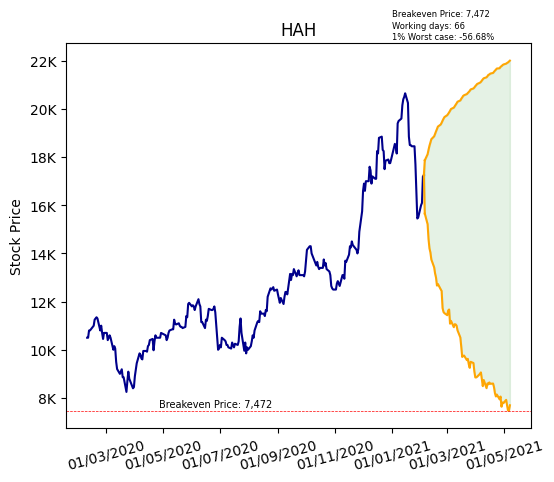 Breakeven Price: 7,472
Working days: 66
1% Worst case: -56.68%
HAH
Stock Price
22K
20K
18K
16K
14K
12K
10K
8K
Breakeven Price: 7,472
01/03/2020
01/05/2020
01/07/2020
01/09/2020
01/11/2020
01/01/2021
01/03/2021
01/05/2021